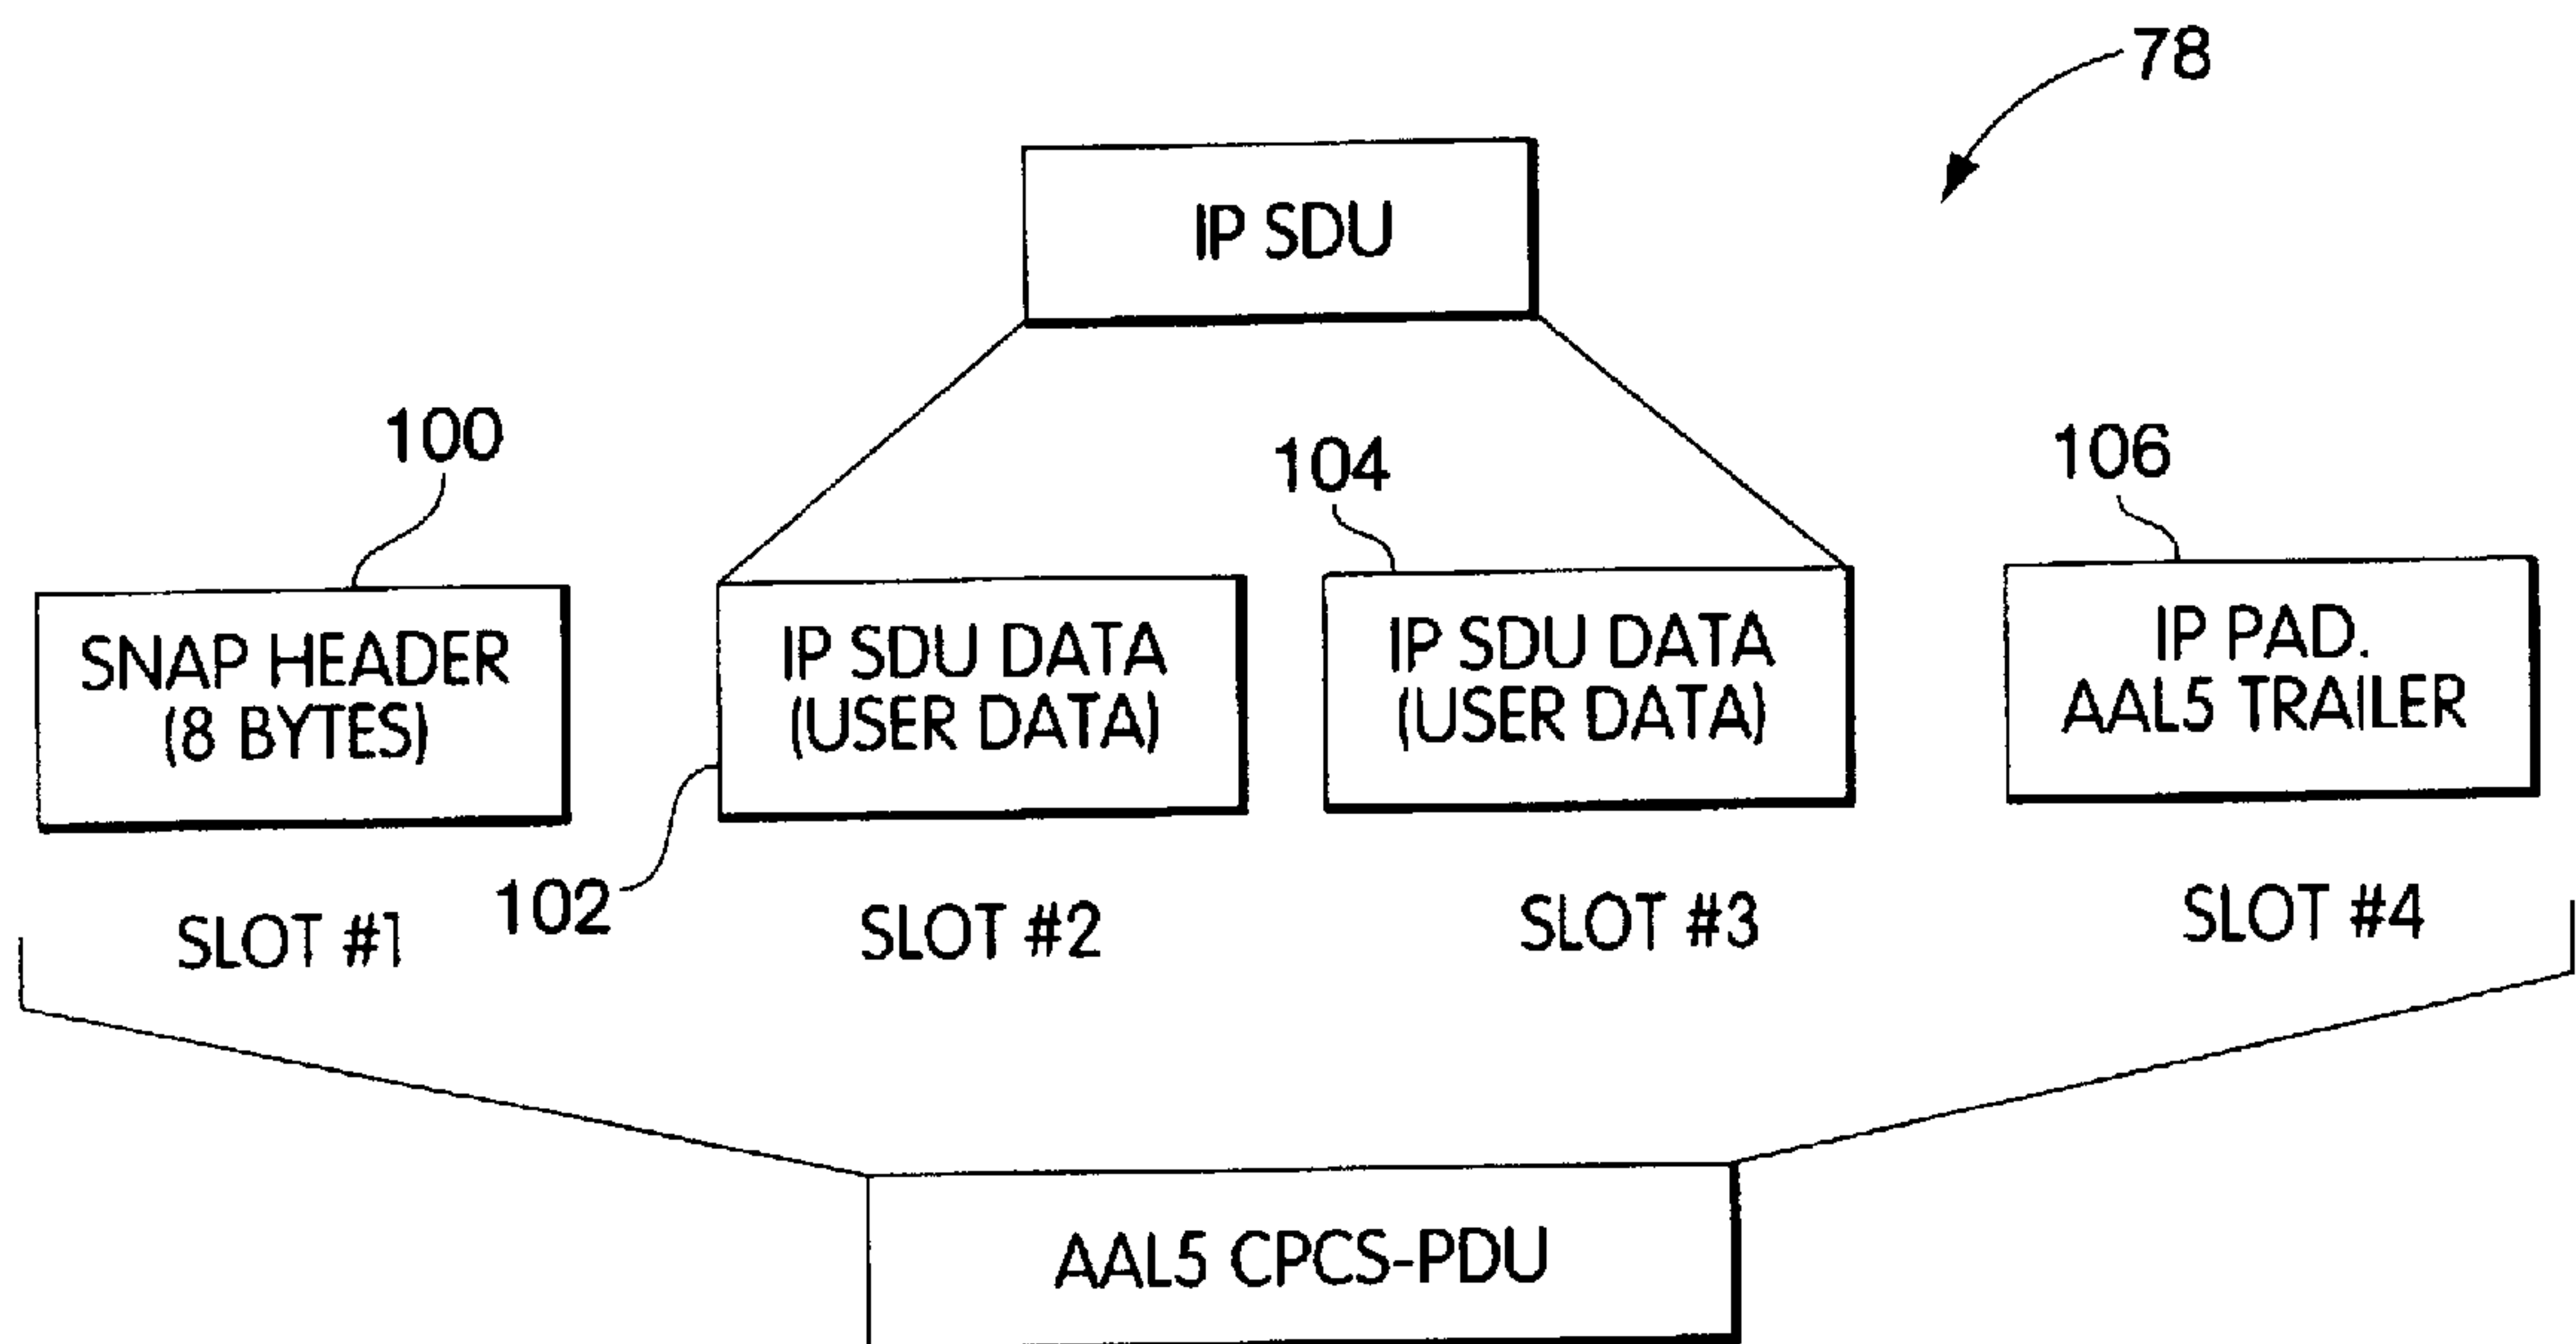 78
IP SDU
100
104
106
SNAP HEADER
(8 BYTES)
IP SDU DATA
(USER DATA)
IP SDU DATA
(USER DATA)
IP PAD.
AAL5 TRAILER
102
SLOT #1
SLOT #2
SLOT #3
SLOT #4
AAL5 CPCS-PDU